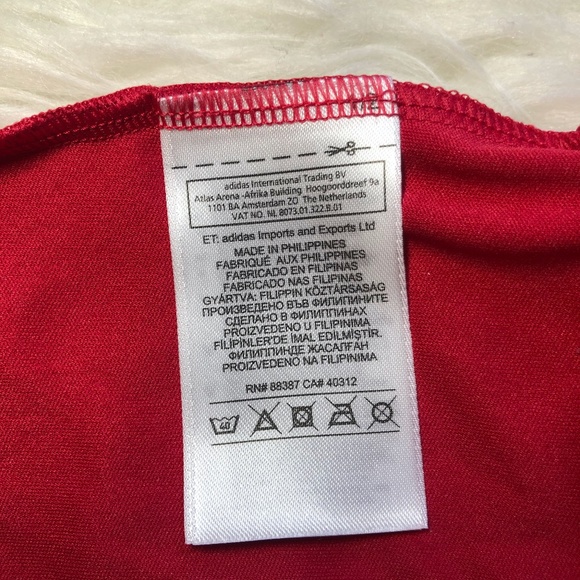 adidas International Trading BV
Atlas Arena -Afrika Building Hoogoorddreef 9a
1101 BA Amsterdam ZO The Netherlands
VAT NO. NL 8073.01.322.B.01
ET: adidas Imports and Exports Ltd
MADE IN PHILIPPINES
FABRIQUÉ AUX PHILIPPINES
FABRICADO EN FILIPINAS
FABRICADO NAS FILIPINAS
GYÁRTVA: FILIPPIN KÖZTÁRSASÁG
ПРОИЗВЕДЕНО ВЪВ ФИЛИПИНИТЕ
СДЕЛАНО В ФИЛИППИНАХ
PROIZVEDENO U FILIPINIMA
FİLİPİNLER'DE İMAL EDİLMİŞTİR.
ФИЛИППИНДЕ ЖАСАЛҒАН
PROIZVEDENO NA FILIPINIMA
RN# 88387 CA# 40312
40